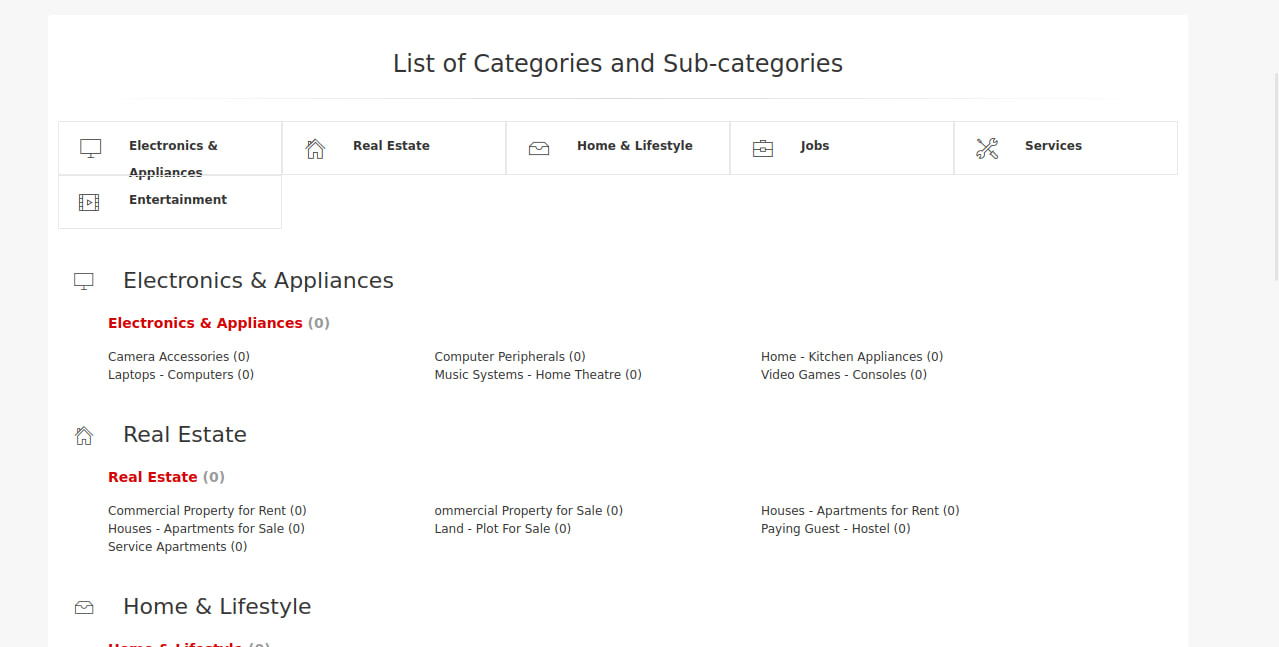 List of Categories and Sub-categories
Electronics & Appliances
Real Estate
Home & Lifestyle
Jobs
Services
Entertainment
Electronics & Appliances
Electronics & Appliances (0)
Camera Accessories (0) Computer Peripherals (0) Home - Kitchen Appliances (0)
Laptops - Computers (0) Music Systems - Home Theatre (0) Video Games - Consoles (0)
Real Estate
Real Estate (0)
Commercial Property for Rent (0) ommercial Property for Sale (0) Houses - Apartments for Rent (0)
Houses - Apartments for Sale (0) Land - Plot For Sale (0) Paying Guest - Hostel (0)
Service Apartments (0)
Home & Lifestyle
Home & Lifestyle (0)